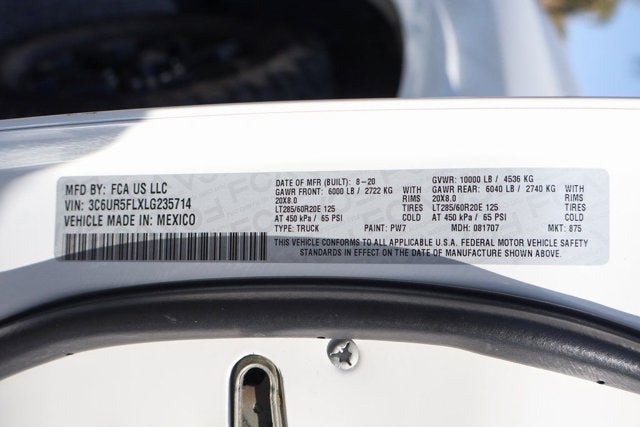 MFD BY: FCA US LLC
VIN: 3C6UR5FLXLG235714
VEHICLE MADE IN: MEXICO
DATE OF MFR (BUILT): 8-20
GAWR FRONT: 6000 LB / 2722 KG
20X8.0 RIMS
LT285/60R20E 125 TIRES
AT 450 kPa / 65 PSI
TYPE: TRUCK PAINT: PW7
GVWR: 10000 LB / 4536 KG
GAWR REAR: 6040 LB / 2740 KG
20X8.0 RIMS
LT285/60R20E 125 TIRES
AT 450 kPa / 65 PSI
MDH: 081707 MKT: 875
THIS VEHICLE CONFORMS TO ALL APPLICABLE U.S.A. FEDERAL MOTOR VEHICLE SAFETY
STANDARDS IN EFFECT ON THE DATE OF MANUFACTURE SHOWN ABOVE.